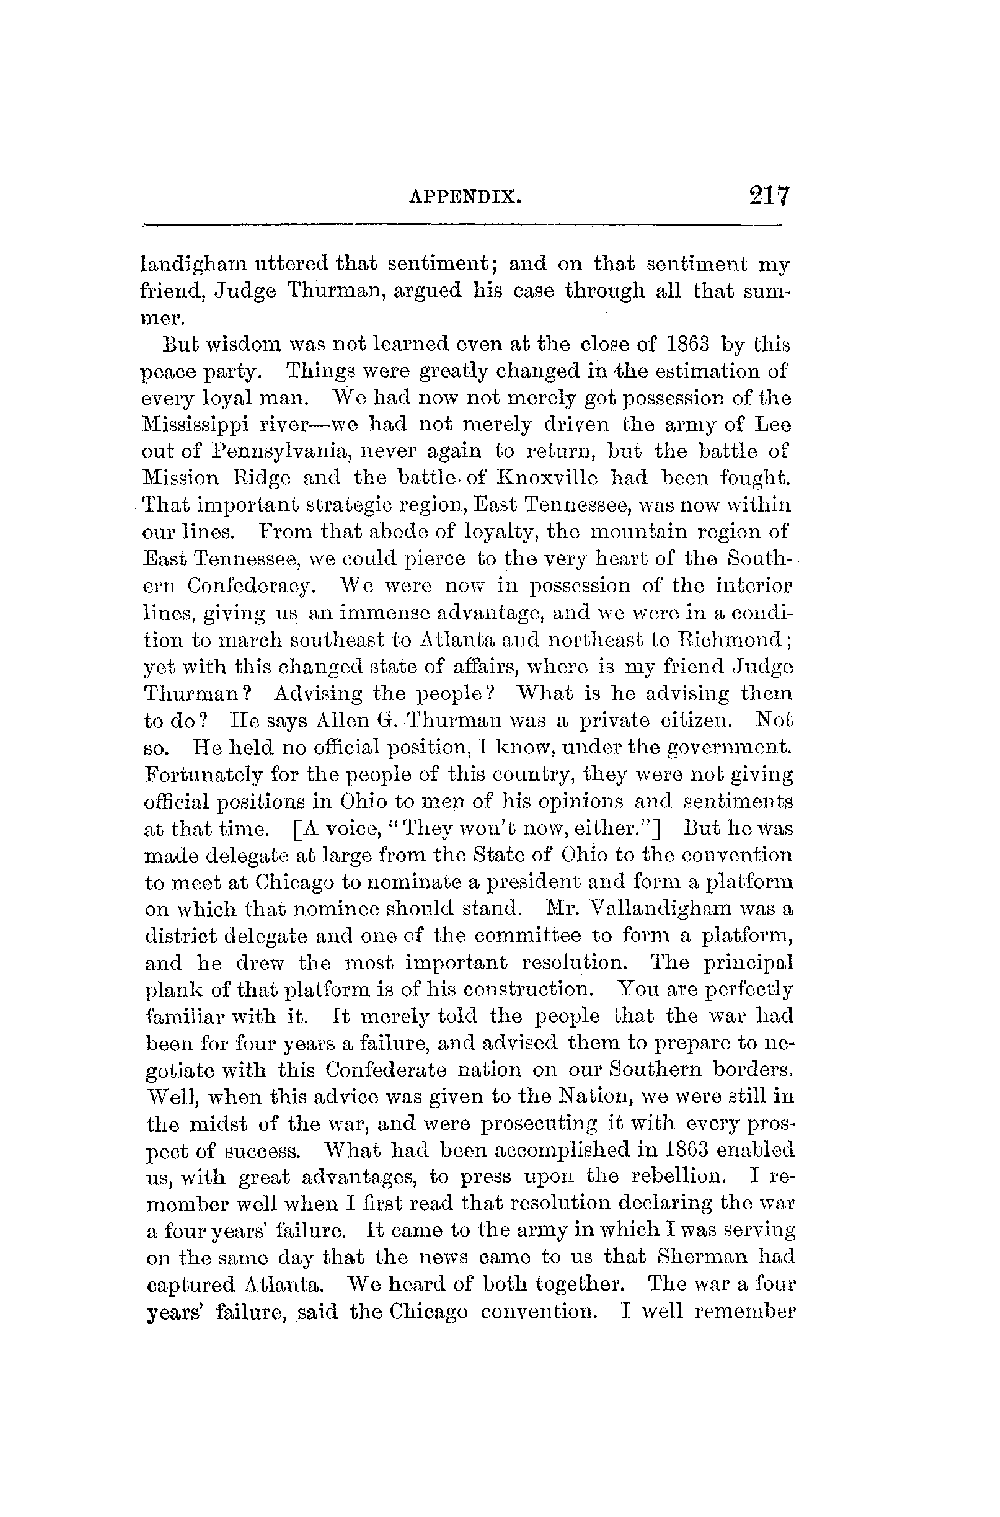 APPENDIX. 217
landigham uttered that sentiment; and on that sentiment my
friend, Judge Thurman, argued his case through all that sum-
mer.
But wisdom was not learned even at the close of 1863 by this
peace party. Things were greatly changed in the estimation of
every loyal man. We had now not merely got possession of the
Mississippi river—we had not merely driven the army of Lee
out of Pennsylvania, never again to return, but the battle of
Mission Ridge and the battle of Knoxville had been fought.
That important strategic region, East Tennessee, was now within
our lines. From that abode of loyalty, the mountain region of
East Tennessee, we could pierce to the very heart of the South-
ern Confederacy. We were now in possession of the interior
lines, giving us an immense advantage, and we were in a condi-
tion to march southeast to Atlanta and northeast to Richmond;
yet with this changed state of affairs, where is my friend Judge
Thurman? Advising the people? What is he advising them
to do? He says Allen G. Thurman was a private citizen. Not
so. He held no official position, I know, under the government.
Fortunately for the people of this country, they were not giving
official positions in Ohio to men of his opinions and sentiments
at that time. [A voice, "They won't now, either."] But he was
made delegate at large from the State of Ohio to the convention
to meet at Chicago to nominate a president and form a platform
on which that nominee should stand. Mr. Vallandigham was a
district delegate and one of the committee to form a platform,
and he drew the most important resolution. The principal
plank of that platform is of his construction. You are perfectly
familiar with it. It merely told the people that the war had
been for four years a failure, and advised them to prepare to ne-
gotiate with this Confederate nation on our Southern borders.
Well, when this advice was given to the Nation, we were still in
the midst of the war, and were prosecuting it with every pros-
pect of success. What had been accomplished in 1863 enabled
us, with great advantages, to press upon the rebellion. I re-
member well when I first read that resolution declaring the war
a four years' failure. It came to the army in which I was serving
on the same day that the news came to us that Sherman had
captured Atlanta. We heard of both together. The war a four
years' failure, said the Chicago convention. I well remember